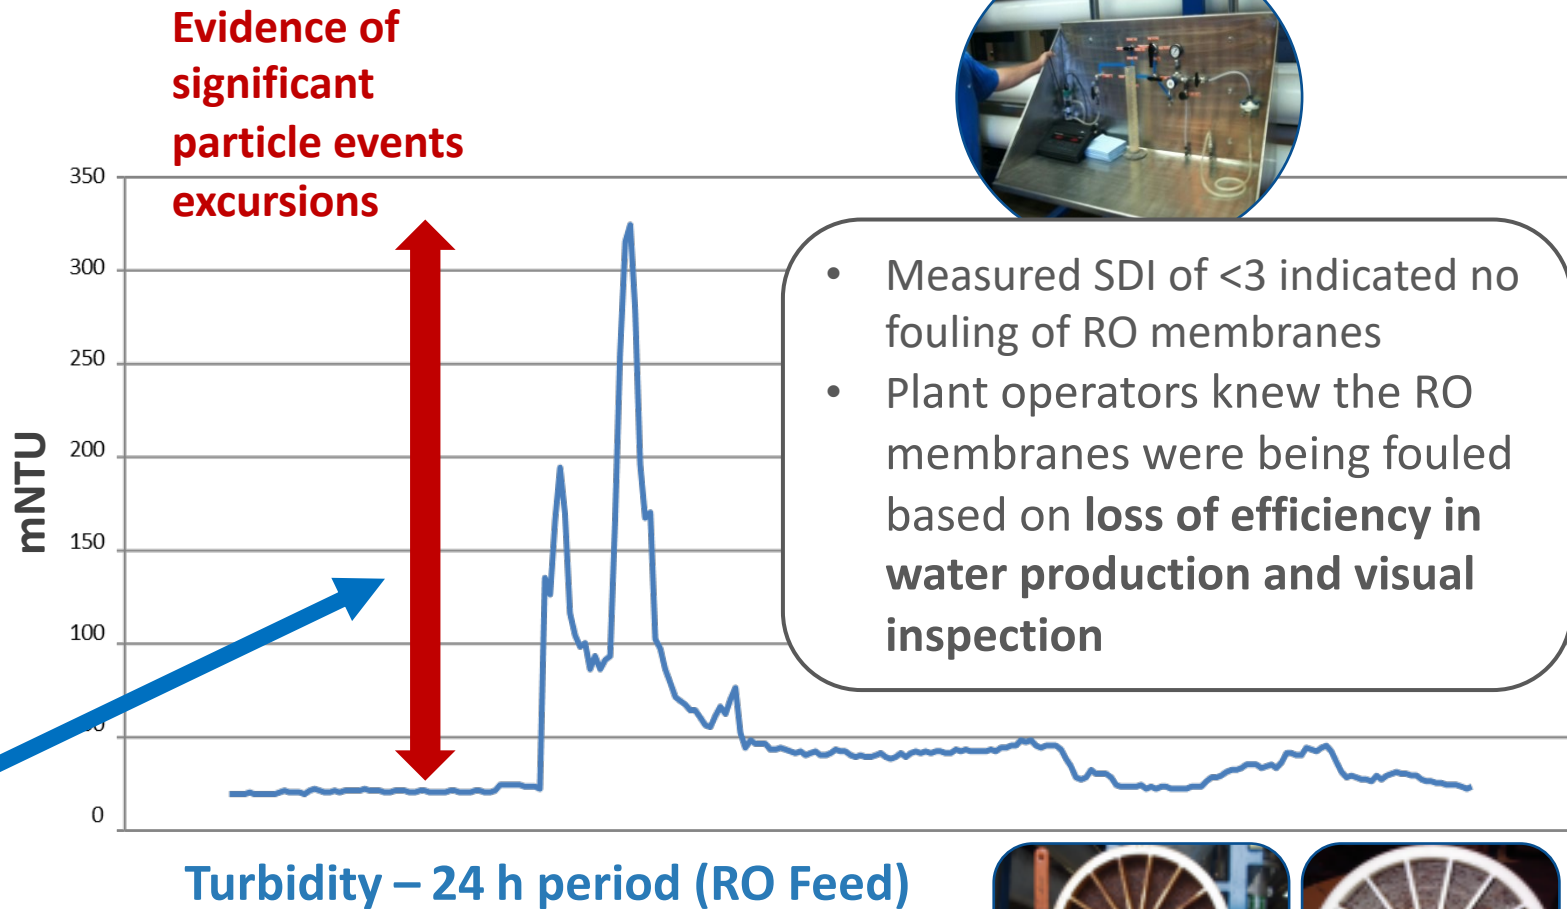 Evidence of
significant
particle events
excursions
350
300
250
200
150
100
0
mNTU
• Measured SDI of <3 indicated no
fouling of RO membranes
• Plant operators knew the RO
membranes were being fouled
based on loss of efficiency in
water production and visual
inspection
Turbidity – 24 h period (RO Feed)